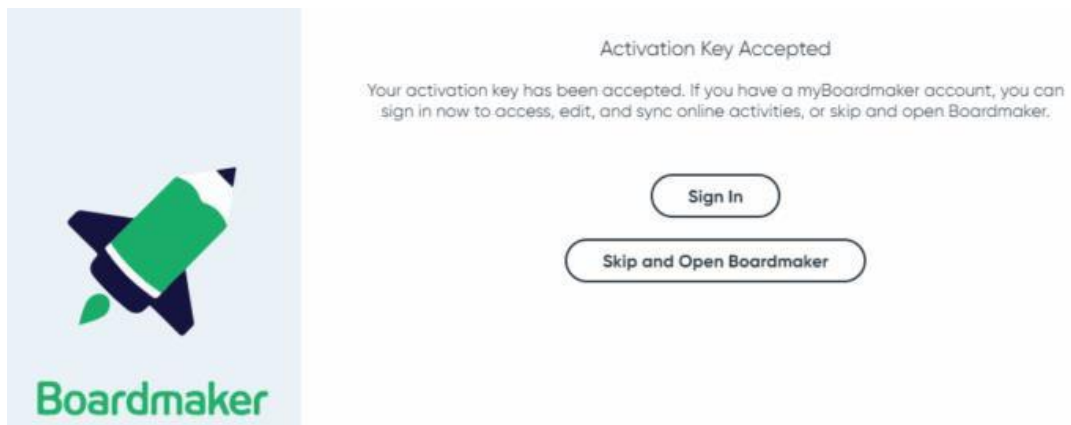 Activation Key Accepted
Your activation key has been accepted. If you have a myBoardmaker account, you can
sign in now to access, edit, and sync online activities, or skip and open Boardmaker.
Sign In
Skip and Open Boardmaker
Boardmaker